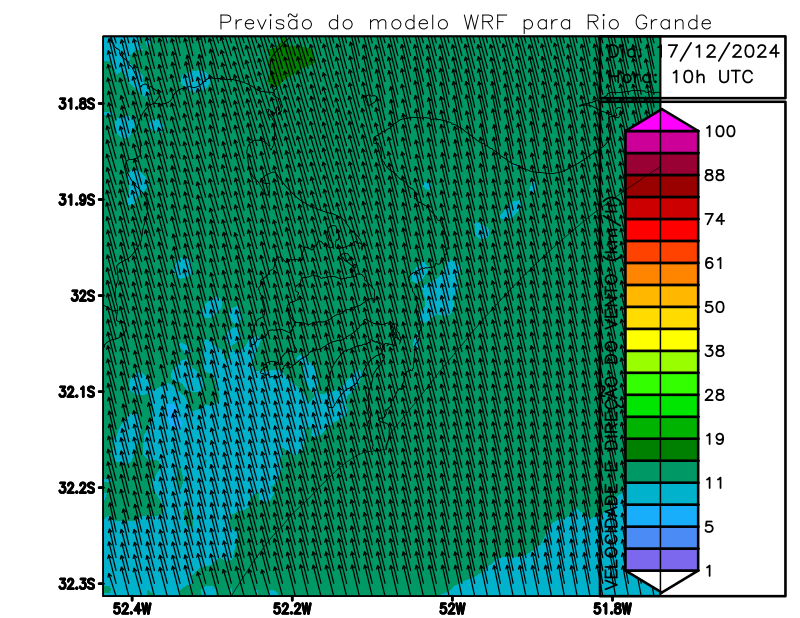 Previsão do modelo WRF para Rio Grande
Dia: 17/12/2024
Hora: 10h UTC
31.8S
31.9S
32S
32.1S
32.2S
32.3S
52.4W
52.2W
52W
51.8W
VELOCIDADE E DIREÇÃO DO VENTO (km/h)
100
88
74
61
50
38
28
19
11
5
1